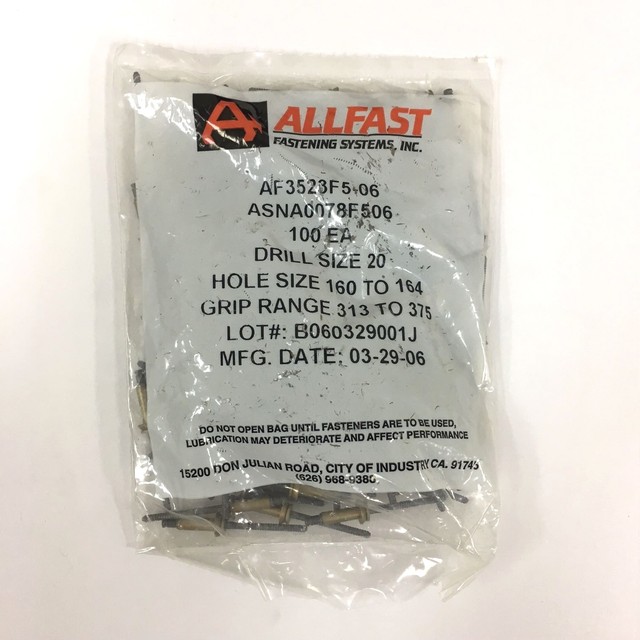 ALLFAST
FASTENING SYSTEMS, INC.
AF3523F5-06
ASNA0078F506
100 EA
DRILL SIZE 20
HOLE SIZE 160 TO 164
GRIP RANGE 313 TO 375
LOT#: B060329001J
MFG. DATE: 03-29-06
DO NOT OPEN BAG UNTIL FASTENERS ARE TO BE USED,
LUBRICATION MAY DETERIORATE AND AFFECT PERFORMANCE
15200 DON JULIAN ROAD, CITY OF INDUSTRY CA. 91745
(626) 968-9380